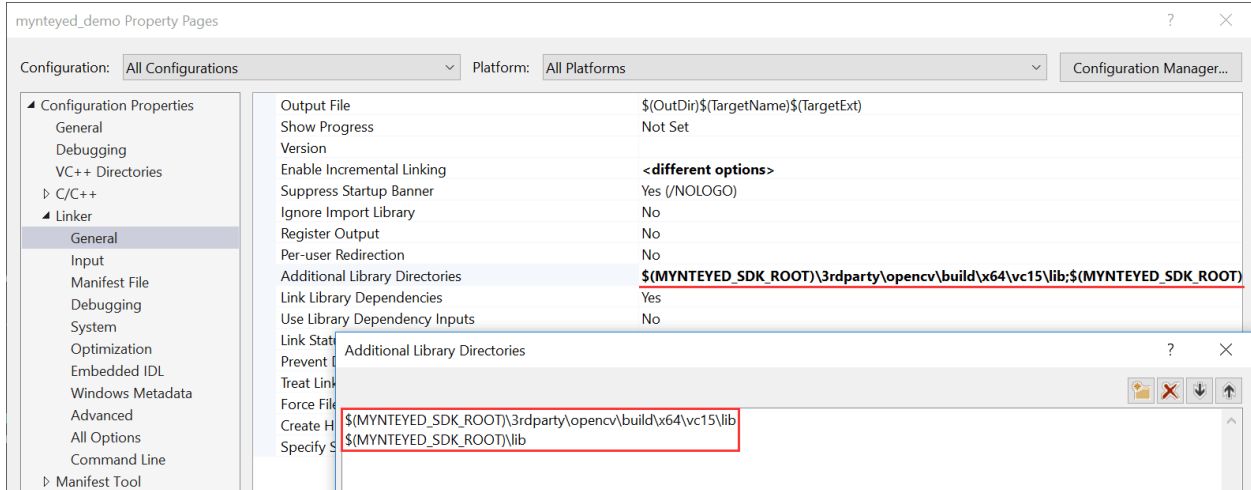 mynteyed_demo Property Pages
Configuration: All Configurations Platform: All Platforms Configuration Manager...
Configuration Properties
General
Debugging
VC++ Directories
C/C++
Linker
General
Input
Manifest File
Debugging
System
Optimization
Embedded IDL
Windows Metadata
Advanced
All Options
Command Line
Manifest Tool
Output File $(OutDir)$(TargetName)$(TargetExt)
Show Progress Not Set
Version
Enable Incremental Linking <different options>
Suppress Startup Banner Yes (/NOLOGO)
Ignore Import Library No
Register Output No
Per-user Redirection No
Additional Library Directories $(MYNTEYED_SDK_ROOT)\3rdparty\opencv\build\x64\vc15\lib;$(MYNTEYED_SDK_ROOT)
Link Library Dependencies Yes
Use Library Dependency Inputs No
Link
Prevent
Treat Link
Force File
Create
Specify
Additional Library Directories
$(MYNTEYED_SDK_ROOT)\3rdparty\opencv\build\x64\vc15\lib
$(MYNTEYED_SDK_ROOT)\lib